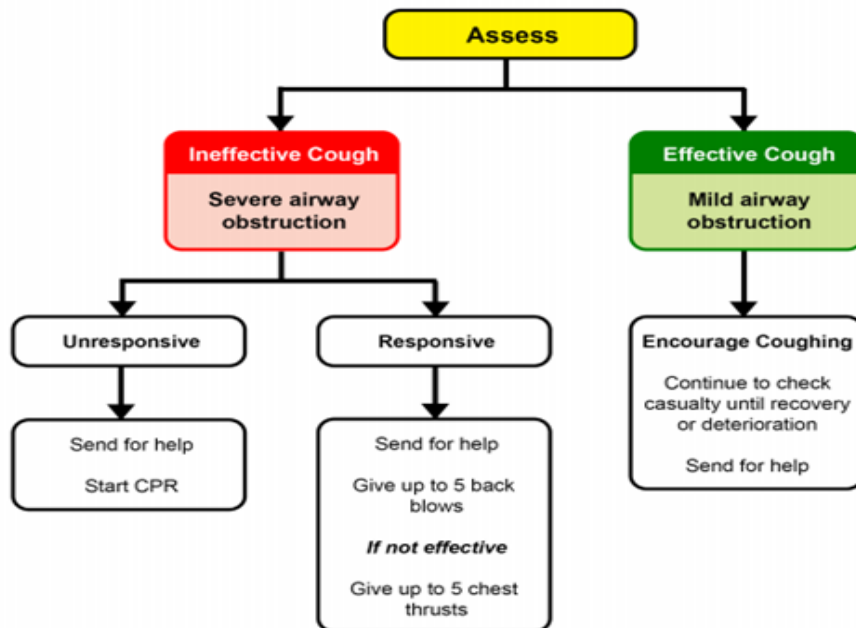 Assess
Ineffective Cough
Severe airway
obstruction
Effective Cough
Mild airway
obstruction
Unresponsive
Responsive
Encourage Coughing
Continue to check
casualty until recovery
or deterioration
Send for help
Send for help
Start CPR
Send for help
Give up to 5 back
blows
If not effective
Give up to 5 chest
thrusts